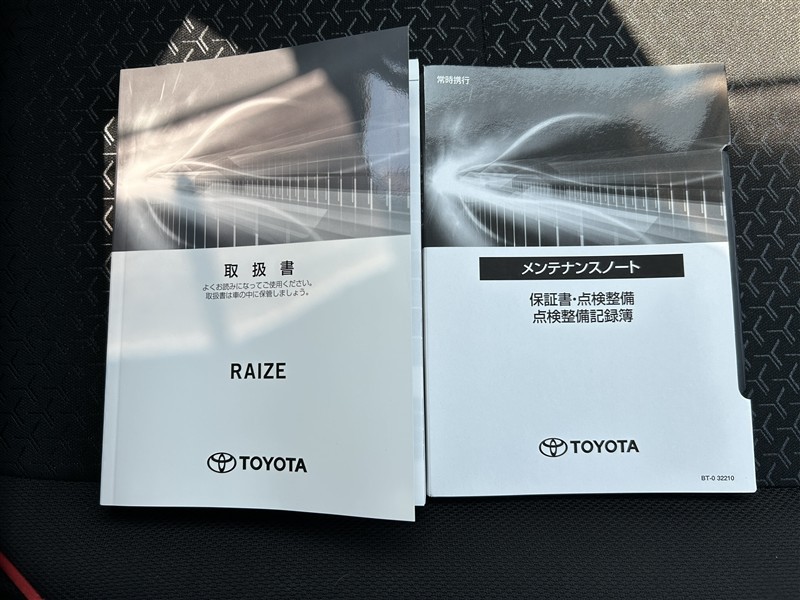 取扱書
よくお読みになってご使用ください。
取扱書は車の中に保管しましょう。
RAIZE
TOYOTA
常時携行
メンテナンスノート
保証書・点検整備
点検整備記録簿
TOYOTA
BT-0 32210